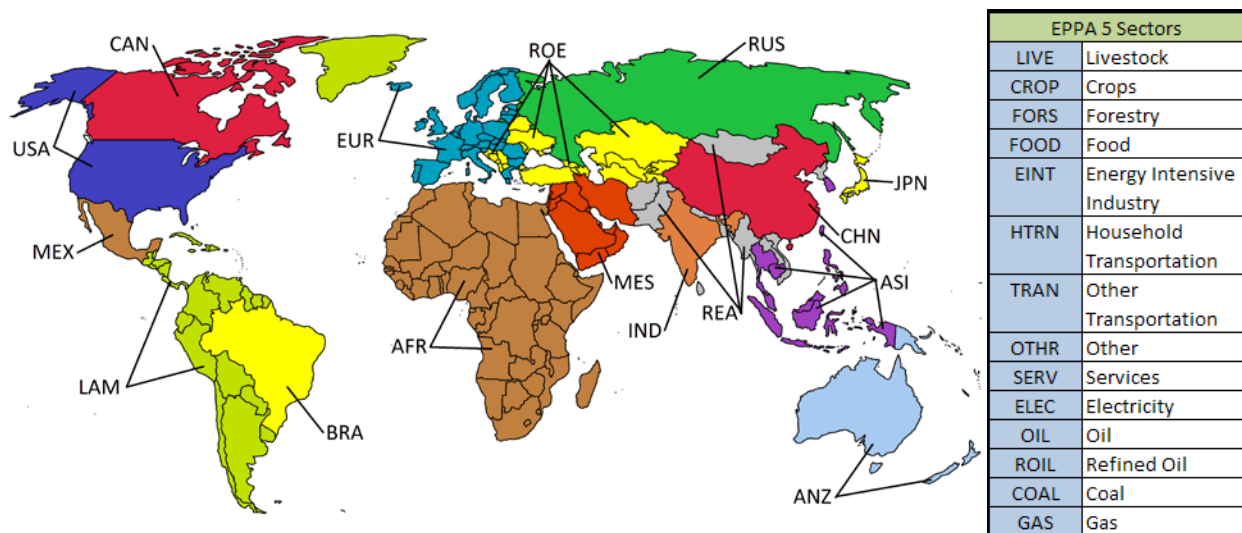 CAN
ROE
RUS
USA
EUR
JPN
MEX
CHN
MES
ASI
IND
REA
AFR
LAM
BRA
ANZ
EPPA 5 Sectors
LIVE Livestock
CROP Crops
FORS Forestry
FOOD Food
EINT Energy Intensive
Industry
HTRN Household
Transportation
TRAN Other
Transportation
OTHR Other
SERV Services
ELEC Electricity
OIL Oil
ROIL Refined Oil
COAL Coal
GAS Gas